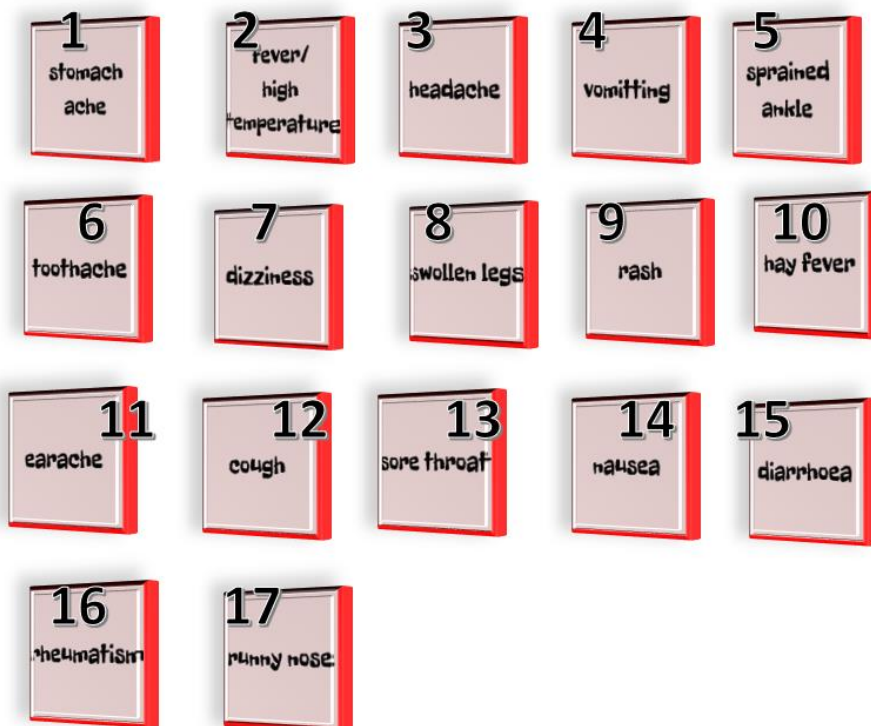 1
stomach
ache
2
fever/
high
temperature
3
headache
4
vomitting
5
sprained
ankle
6
toothache
7
dizziness
8
swollen legs
9
rash
10
hay fever
11
earache
12
cough
13
sore throat
14
nausea
15
diarrhoea
16
rheumatism
17
runny nose